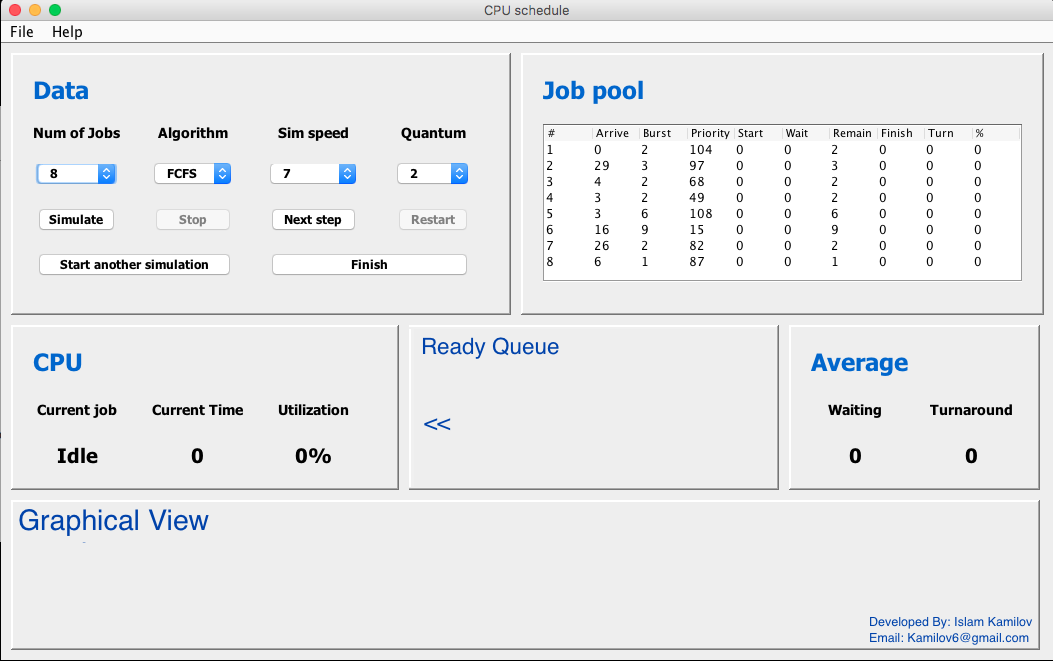 CPU schedule
File Help
Data
Num of Jobs Algorithm Sim speed Quantum
8 FCFS 7 2
Simulate Stop Next step Restart
Start another simulation Finish
Job pool
# Arrive Burst Priority Start Wait Remain Finish Turn %
1 0 2 104 0 0 2 0 0 0
2 29 3 97 0 0 3 0 0 0
3 4 2 68 0 0 2 0 0 0
4 3 2 49 0 0 2 0 0 0
5 3 6 108 0 0 6 0 0 0
6 16 9 15 0 0 9 0 0 0
7 26 2 82 0 0 2 0 0 0
8 6 1 87 0 0 1 0 0 0
CPU
Current job Current Time Utilization
Idle 0 0%
Ready Queue
<<
Average
Waiting Turnaround
0 0
Graphical View
Developed By: Islam Kamilov
Email: Kamilov6@gmail.com